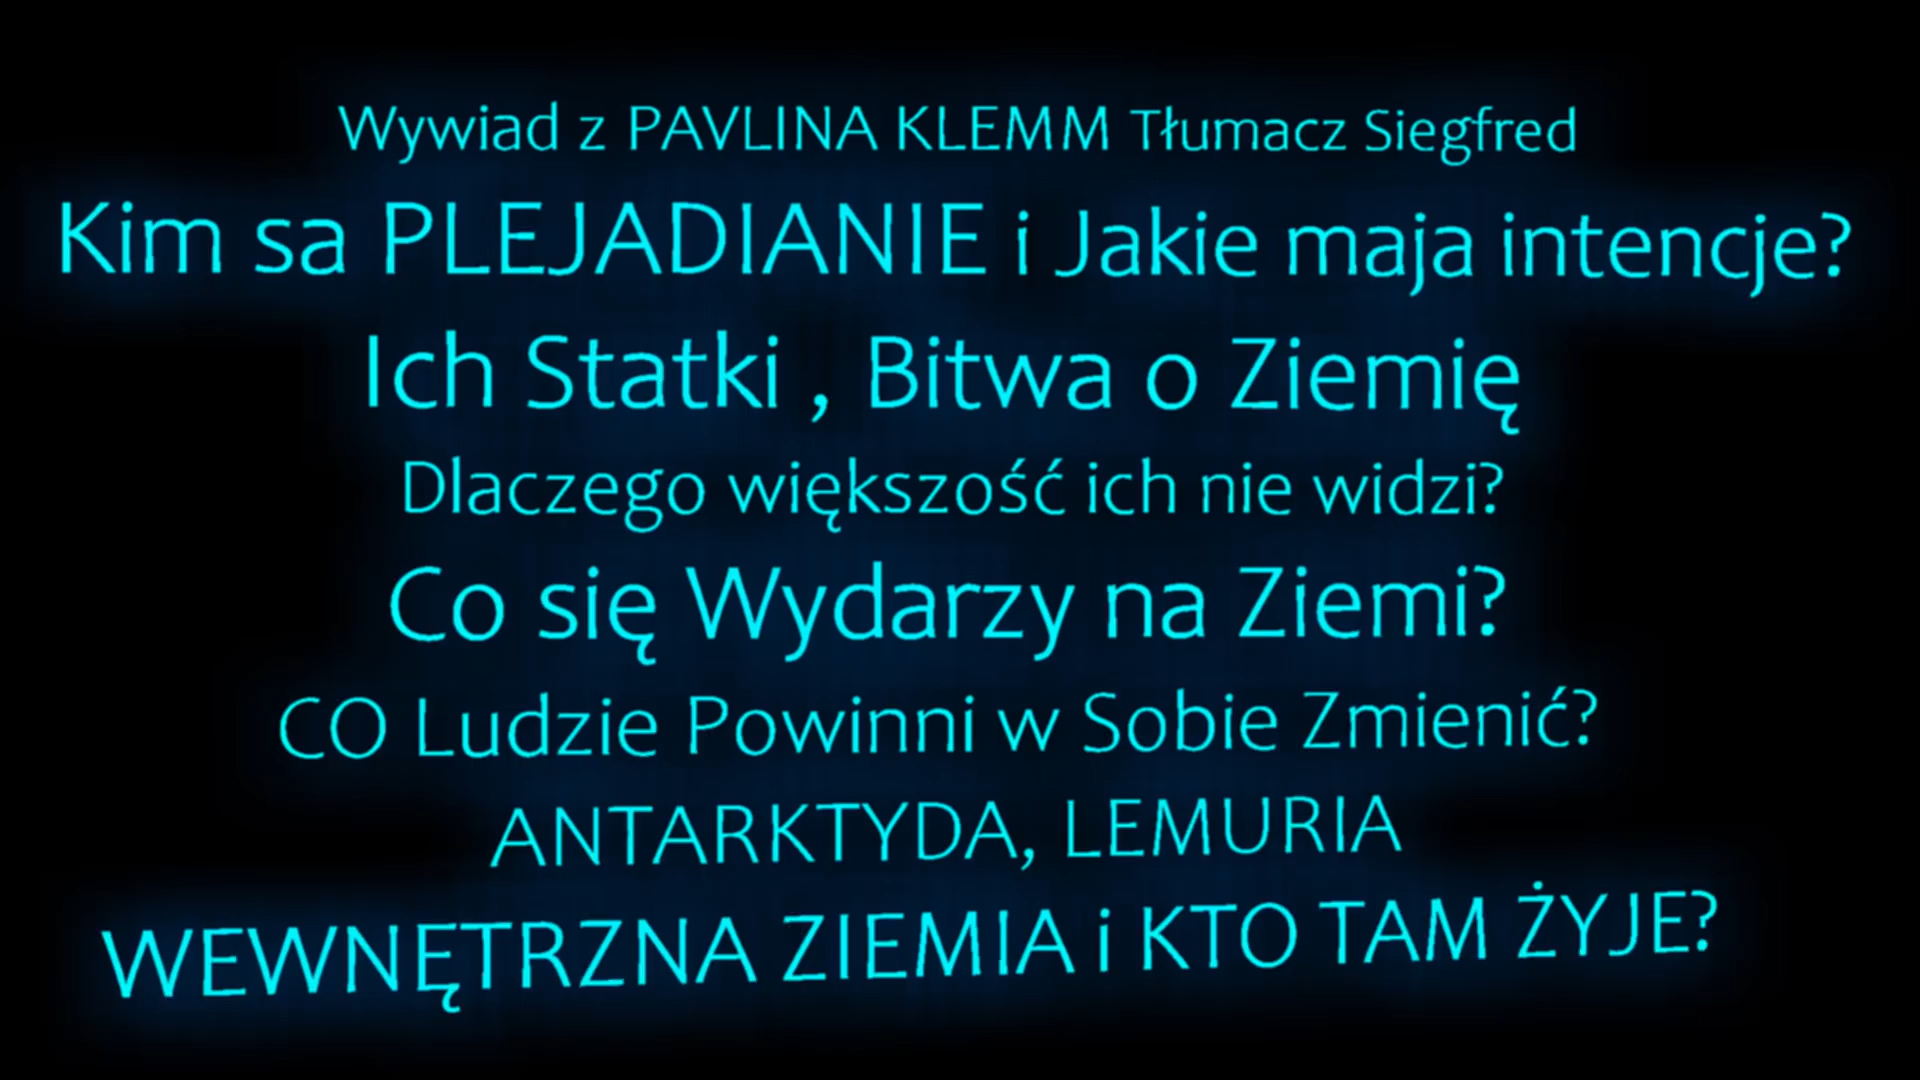 Wywiad z PAVLINA KLEMM Tłumacz Siegfred
Kim sa PLEJADIANIE i Jakie maja intencje?
Ich Statki , Bitwa o Ziemię
Dlaczego większość ich nie widzi?
Co się Wydarzy na Ziemi?
CO Ludzie Powinni w Sobie Zmienić?
ANTARKTYDA, LEMURIA
WEWNĘTRZNA ZIEMIA i KTO TAM ŻYJE?